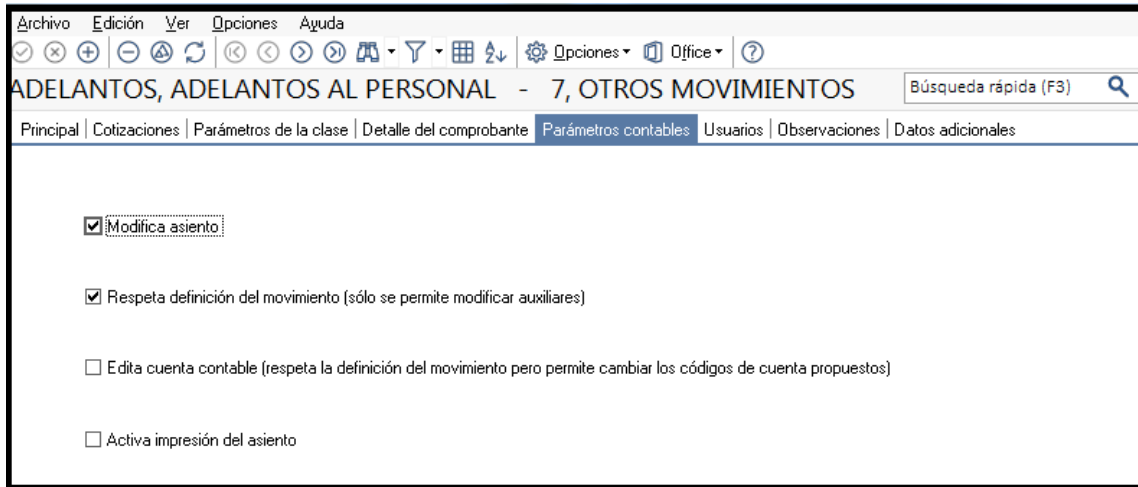 Archivo Edición Ver Opciones Ayuda
Opciones Office
ADELANTOS, ADELANTOS AL PERSONAL - 7, OTROS MOVIMIENTOS Búsqueda rápida (F3)
Principal | Cotizaciones | Parámetros de la clase | Detalle del comprobante Parámetros contables Usuarios | Observaciones | Datos adicionales
Modifica asiento
Respeta definición del movimiento (sólo se permite modificar auxiliares)
Edita cuenta contable (respeta la definición del movimiento pero permite cambiar los códigos de cuenta propuestos)
Activa impresión del asiento